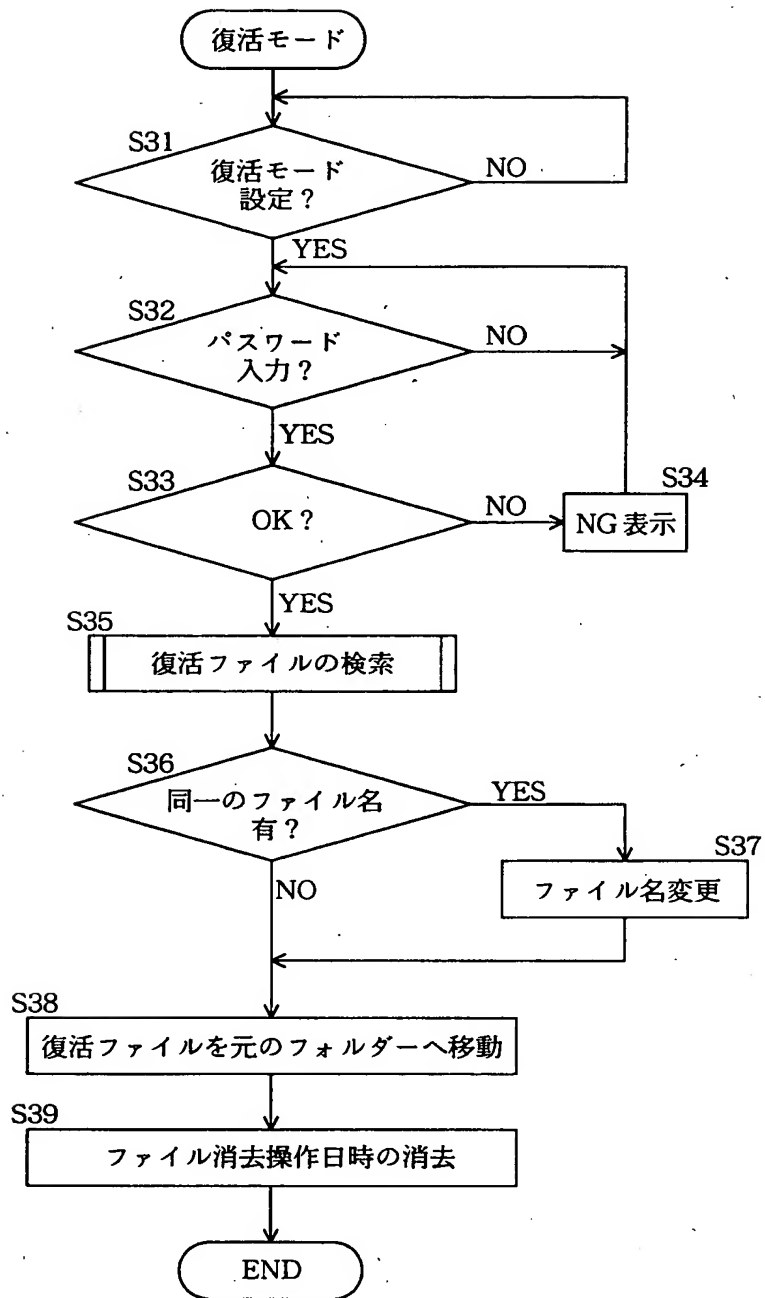 復活モード
S31
復活モード
設定？
NO
YES
S32
パスワード
入力？
NO
YES
S33
OK？
NO
S34
NG表示
YES
S35
復活ファイルの検索
S36
同一のファイル名
有？
YES
S37
ファイル名変更
NO
S38
復活ファイルを元のフォルダーへ移動
S39
ファイル消去操作日時の消去
END